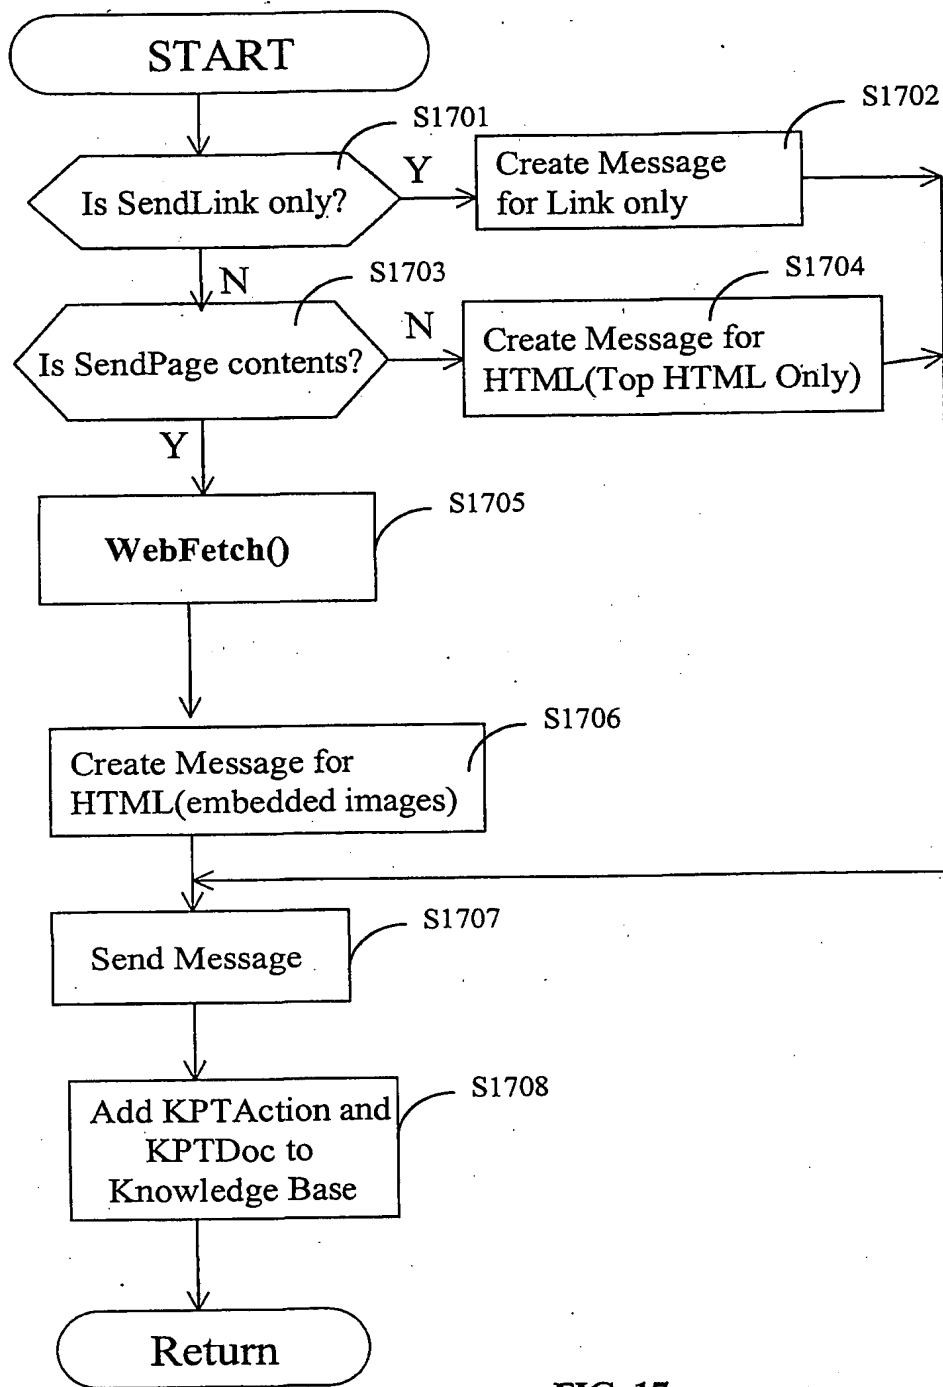 START
S1701
S1702
Is SendLink only?
Y
Create Message
for Link only
N
S1703
S1704
Is SendPage contents?
N
Create Message for
HTML(Top HTML Only)
Y
S1705
WebFetch()
S1706
Create Message for
HTML(embedded images)
S1707
Send Message
S1708
Add KPTAction and
KPTDoc to
Knowledge Base
Return